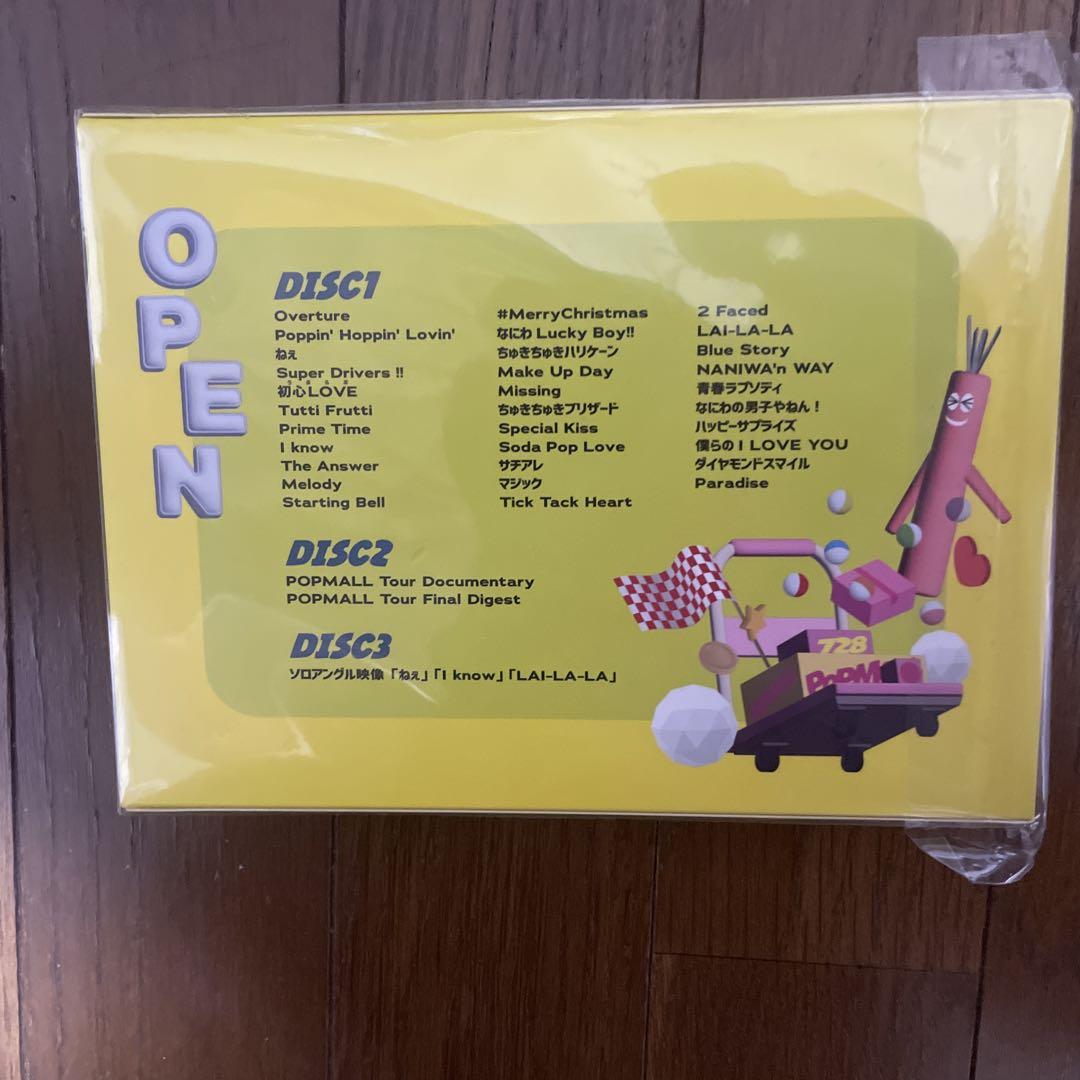 OPEN
DISC1
Overture
Poppin' Hoppin' Lovin'
ねぇ
Super Drivers !!
うぶらぶ
初心LOVE
Tutti Frutti
Prime Time
I know
The Answer
Melody
Starting Bell
#MerryChristmas
なにわ Lucky Boy!!
ちゅきちゅきハリケーン
Make Up Day
Missing
ちゅきちゅきブリザード
Special Kiss
Soda Pop Love
サチアレ
マジック
Tick Tack Heart
2 Faced
LAI-LA-LA
Blue Story
NANIWA'n WAY
青春ラプソディ
なにわの男子やねん！
ハッピーサプライズ
僕らの I LOVE YOU
ダイヤモンドスマイル
Paradise
DISC2
POPMALL Tour Documentary
POPMALL Tour Final Digest
DISC3
ソロアングル映像「ねぇ」「I know」「LAI-LA-LA」
728
POPM